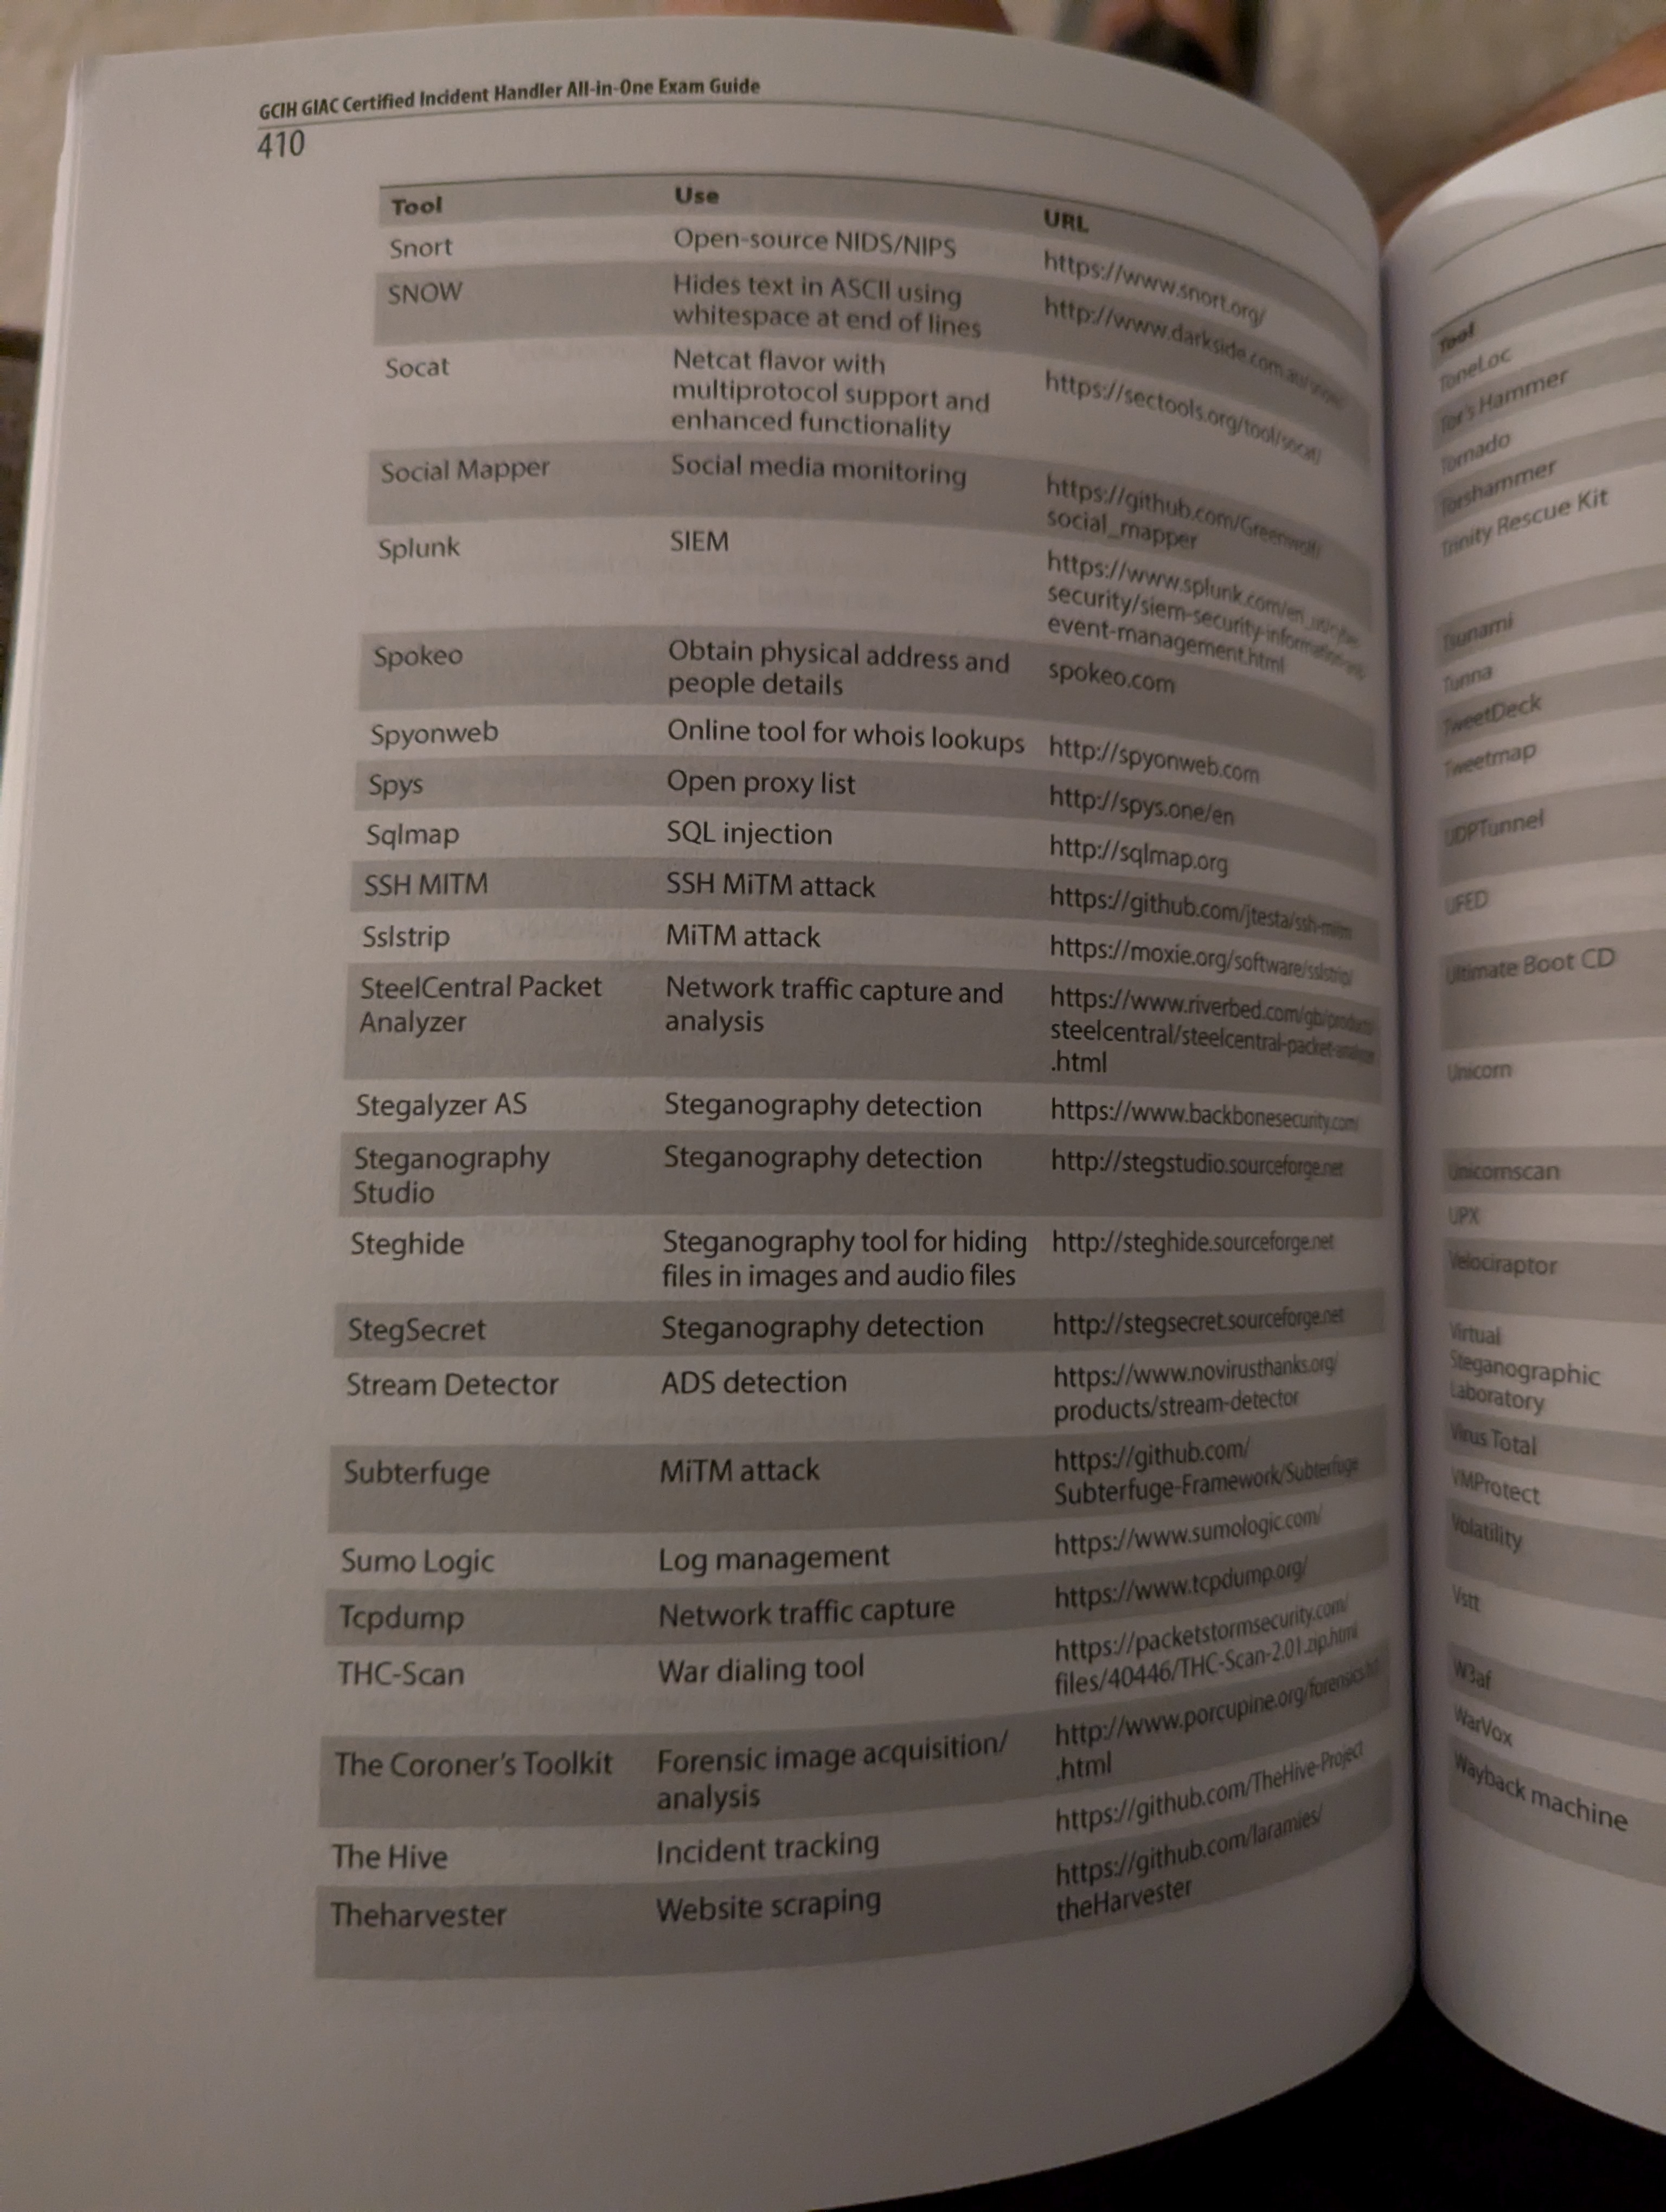 GCIH GIAC Certified Incident Handler All-in-One Exam Guide
410
Tool Use URL
Snort Open-source NIDS/NIPS https://www.snort.org/
SNOW Hides text in ASCII using http://www.darkside.com.au/snow/
whitespace at end of lines
Socat Netcat flavor with https://sectools.org/tool/socat/
multiprotocol support and
enhanced functionality
Social Mapper Social media monitoring https://github.com/Greenwolf/
social_mapper
Splunk SIEM
security/siem-security-information-and-
event-management.html
Spokeo Obtain physical address and spokeo.com
people details
Spyonweb Online tool for whois lookups http://spyonweb.com
Spys Open proxy list http://spys.one/en
Sqlmap SQL injection http://sqlmap.org
SSH MITM SSH MiTM attack https://github.com/jtesta/ssh-mitm
Sslstrip MiTM attack https://moxie.org/software/sslstrip/
SteelCentral Packet Network traffic capture and https://www.riverbed.com/gb/products/
Analyzer analysis steelcentral/steelcentral-packet-analyzer
.html
Stegalyzer AS Steganography detection https://www.backbonesecurity.com/
Steganography Steganography detection http://stegstudio.sourceforge.net
Studio
Steghide Steganography tool for hiding http://steghide.sourceforge.net
files in images and audio files
StegSecret Steganography detection http://stegsecret.sourceforge.net
Stream Detector ADS detection https://www.novirusthanks.org/
products/stream-detector
Subterfuge MiTM attack https://github.com/
Subterfuge-Framework/Subterfuge
Sumo Logic Log management https://www.sumologic.com/
Tcpdump Network traffic capture https://www.tcpdump.org/
THC-Scan War dialing tool https://packetstormsecurity.com/
files/40446/THC-Scan-2.01.zip.html
The Coroner's Toolkit Forensic image acquisition/
analysis .html
The Hive Incident tracking https://github.com/TheHive-Project
Theharvester Website scraping https://github.com/laramies/
theHarvester
Tool
ToneLoc
Tor's Hammer
Tornado
Torshammer
Trinity Rescue Kit
Tsunami
Tunna
TweetDeck
Tweetmap
UDPTunnel
UFED
Ultimate Boot CD
Unicorn
Unicornscan
UPX
Velociraptor
Virtual
Steganographic
Laboratory
Virus Total
VMProtect
Volatility
Vstt
W3af
WarVox
Wayback machine